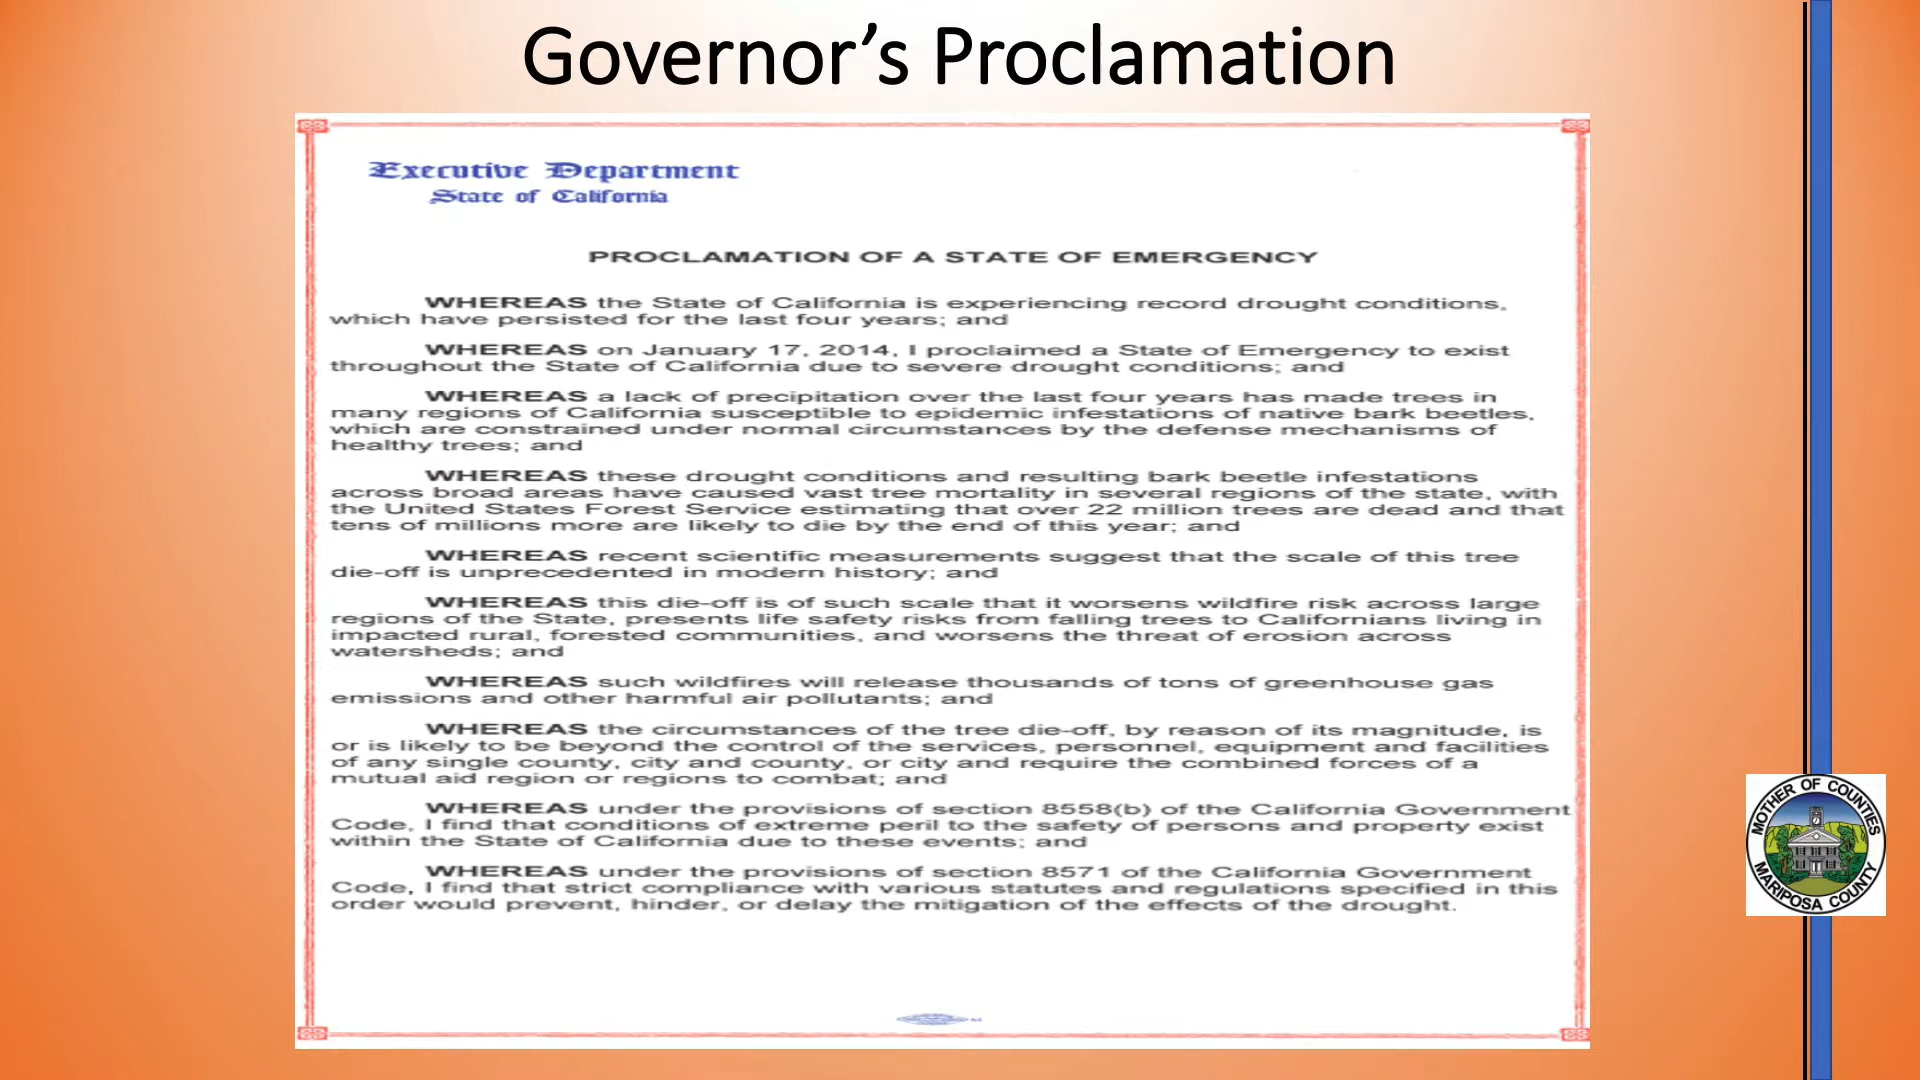 Governor’s Proclamation
Executive Department
State of California
PROCLAMATION OF A STATE OF EMERGENCY
WHEREAS the State of California is experiencing record drought conditions,
which have persisted for the last four years; and
WHEREAS on January 17, 2014, I proclaimed a State of Emergency to exist
throughout the State of California due to severe drought conditions; and
WHEREAS a lack of precipitation over the last four years has made trees in
many regions of California susceptible to epidemic infestations of native bark beetles,
which are constrained under normal circumstances by the defense mechanisms of
healthy trees; and
WHEREAS these drought conditions and resulting bark beetle infestations
across broad areas have caused vast tree mortality in several regions of the state, with
the United States Forest Service estimating that over 22 million trees are dead and that
tens of millions more are likely to die by the end of this year; and
WHEREAS recent scientific measurements suggest that the scale of this tree
die-off is unprecedented in modern history; and
WHEREAS this die-off is of such scale that it worsens wildfire risk across large
regions of the State, presents life safety risks from falling trees to Californians living in
impacted rural, forested communities, and worsens the threat of erosion across
watersheds; and
WHEREAS such wildfires will release thousands of tons of greenhouse gas
emissions and other harmful air pollutants; and
WHEREAS the circumstances of the tree die-off, by reason of its magnitude, is
or is likely to be beyond the control of the services, personnel, equipment and facilities
of any single county, city and county, or city and require the combined forces of a
mutual aid region or regions to combat; and
WHEREAS under the provisions of section 8558(b) of the California Government
Code, I find that conditions of extreme peril to the safety of persons and property exist
within the State of California due to these events; and
WHEREAS under the provisions of section 8571 of the California Government
Code, I find that strict compliance with various statutes and regulations specified in this
order would prevent, hinder, or delay the mitigation of the effects of the drought.
MOTHER OF COUNTIES
MARIPOSA COUNTY